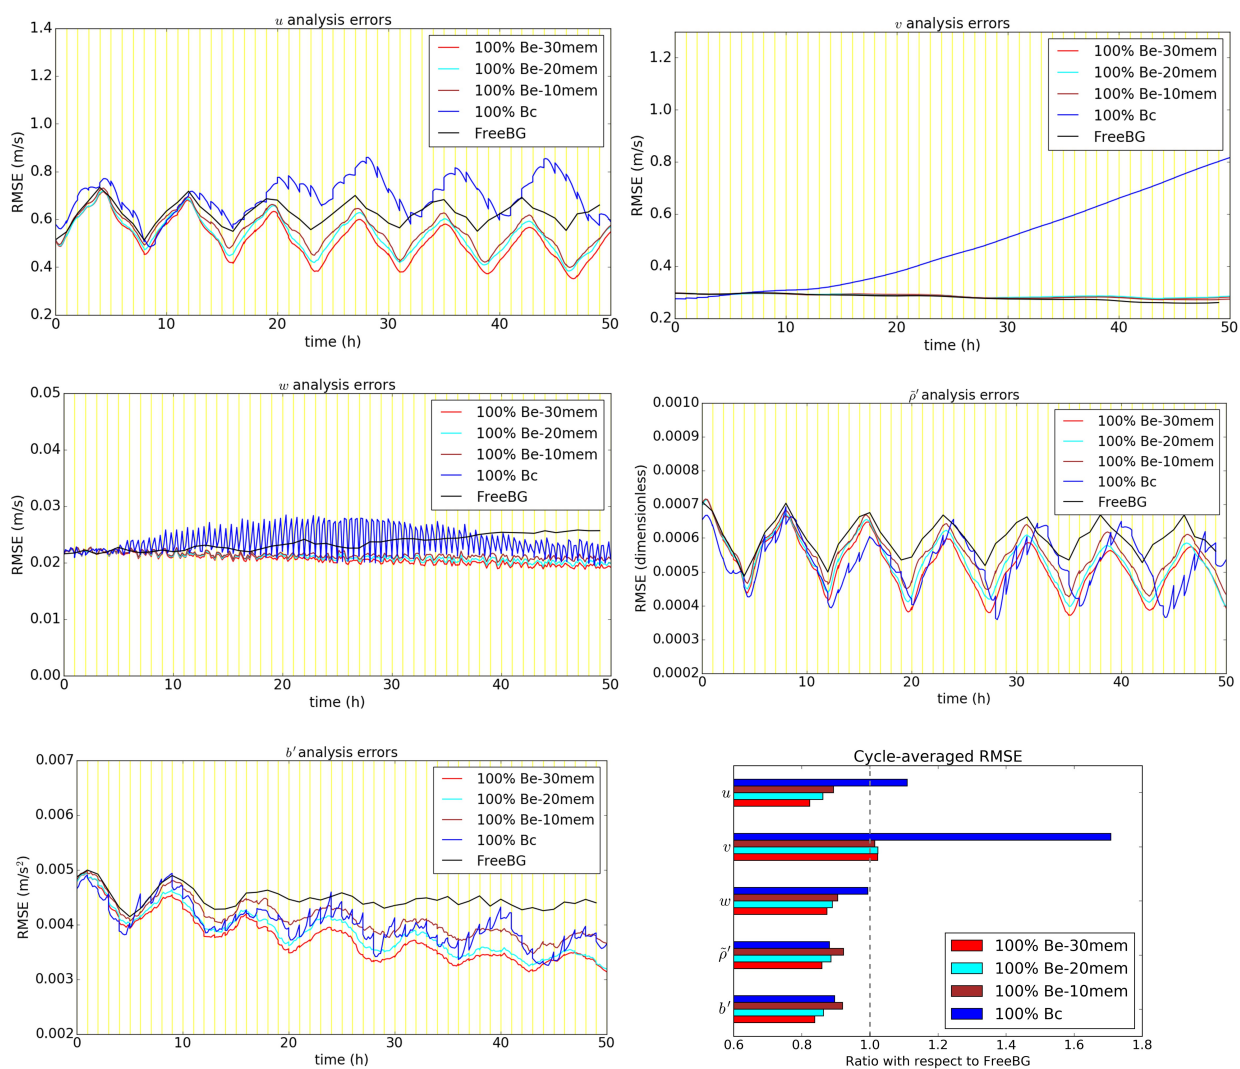 u analysis errors
RMSE (m/s)
1.4
1.2
1.0
0.8
0.6
0.4
0.2
0 10 20 30 40 50
time (h)
100% Be-30mem
100% Be-20mem
100% Be-10mem
100% Bc
FreeBG
v analysis errors
RMSE (m/s)
1.2
1.0
0.8
0.6
0.4
0.2
0 10 20 30 40 50
time (h)
100% Be-30mem
100% Be-20mem
100% Be-10mem
100% Bc
FreeBG
w analysis errors
RMSE (m/s)
0.05
0.04
0.03
0.02
0.01
0.00
0 10 20 30 40 50
time (h)
100% Be-30mem
100% Be-20mem
100% Be-10mem
100% Bc
FreeBG
ρ̃′ analysis errors
RMSE (dimensionless)
0.0010
0.0009
0.0008
0.0007
0.0006
0.0005
0.0004
0.0003
0.0002
0 10 20 30 40 50
time (h)
100% Be-30mem
100% Be-20mem
100% Be-10mem
100% Bc
FreeBG
b′ analysis errors
RMSE (m/s²)
0.007
0.006
0.005
0.004
0.003
0.002
0 10 20 30 40 50
time (h)
100% Be-30mem
100% Be-20mem
100% Be-10mem
100% Bc
FreeBG
Cycle-averaged RMSE
u
v
w
ρ̃′
b′
0.6 0.8 1.0 1.2 1.4 1.6 1.8
Ratio with respect to FreeBG
100% Be-30mem
100% Be-20mem
100% Be-10mem
100% Bc